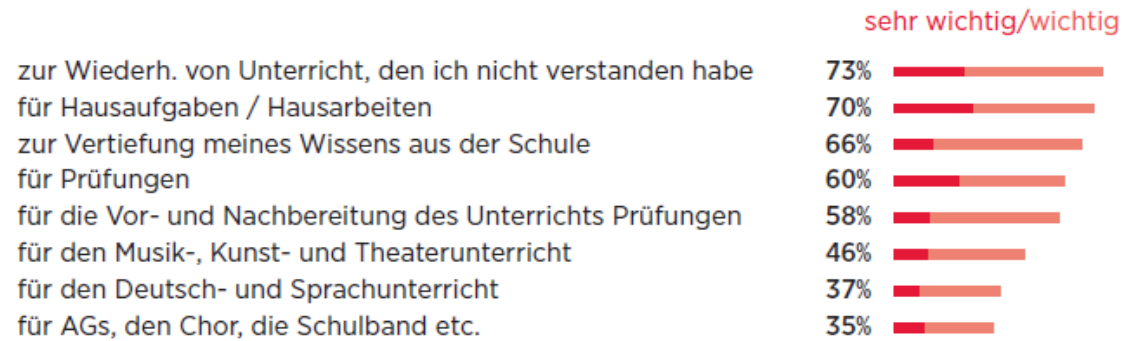 sehr wichtig/wichtig
zur Wiederh. von Unterricht, den ich nicht verstanden habe 73%
für Hausaufgaben / Hausarbeiten 70%
zur Vertiefung meines Wissens aus der Schule 66%
für Prüfungen 60%
für die Vor- und Nachbereitung des Unterrichts Prüfungen 58%
für den Musik-, Kunst- und Theaterunterricht 46%
für den Deutsch- und Sprachunterricht 37%
für AGs, den Chor, die Schulband etc. 35%